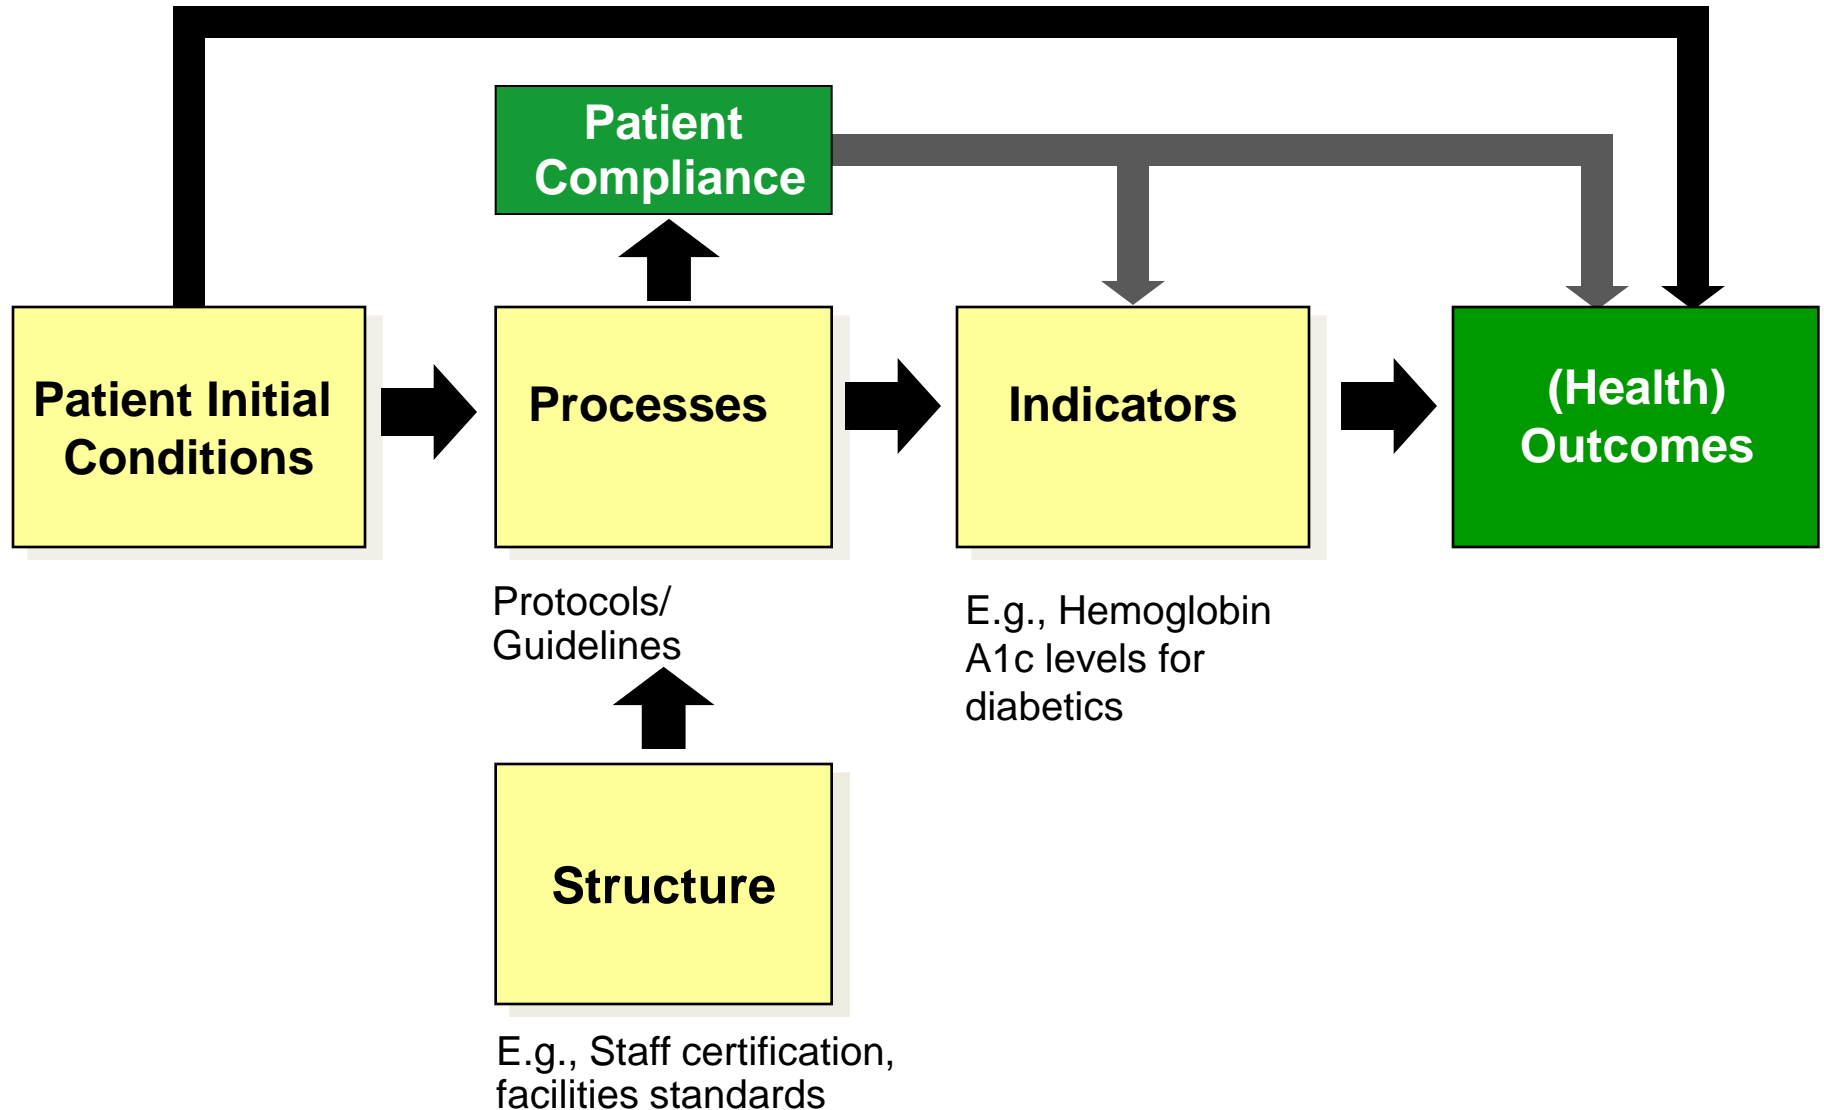 Patient
Compliance
Patient Initial
Conditions
Processes
Indicators
(Health)
Outcomes
Protocols/
Guidelines
E.g., Hemoglobin
A1c levels for
diabetics
Structure
E.g., Staff certification,
facilities standards